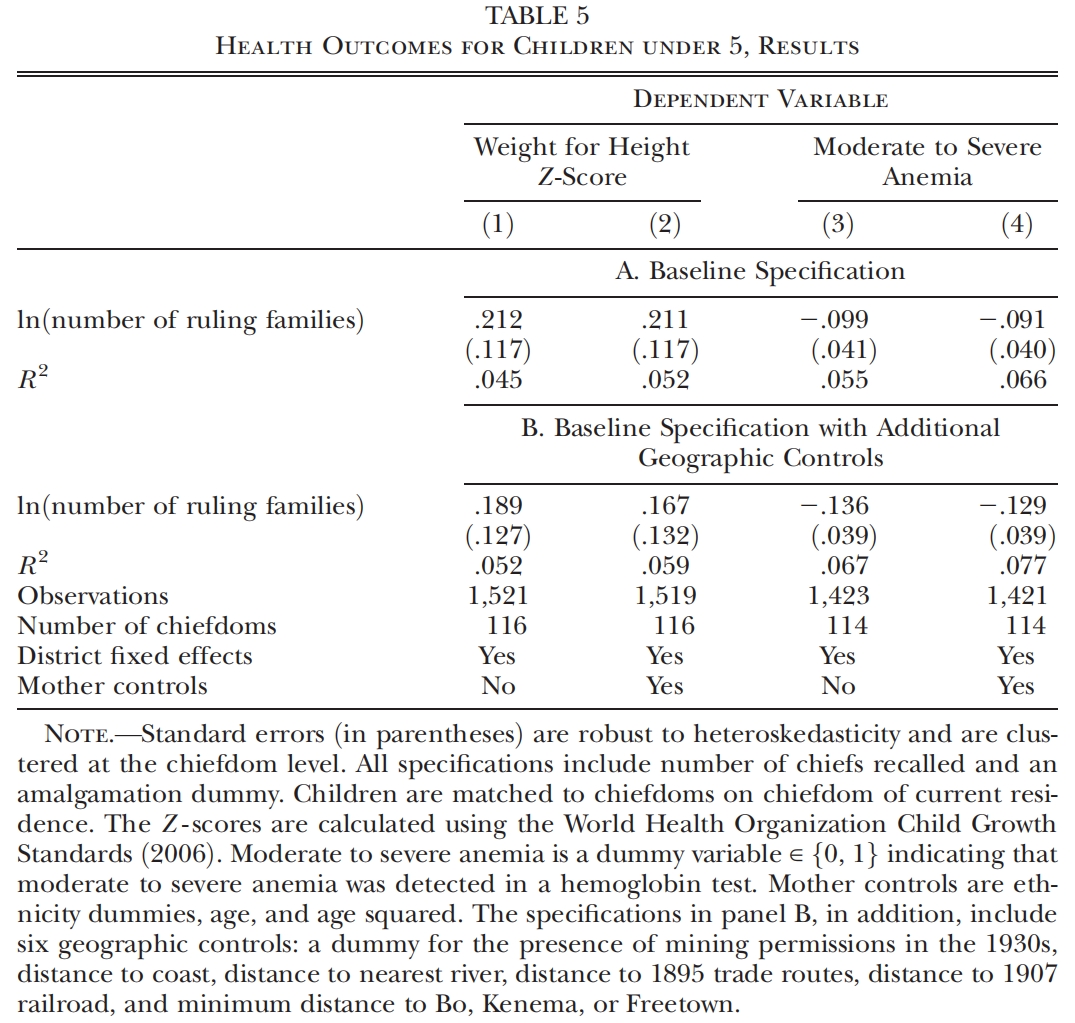 TABLE 5
Health Outcomes for Children under 5, Results
Dependent Variable
Weight for Height Z-Score Moderate to Severe Anemia
(1) (2) (3) (4)
A. Baseline Specification
ln(number of ruling families) .212 .211 −.099 −.091
(.117) (.117) (.041) (.040)
R² .045 .052 .055 .066
B. Baseline Specification with Additional
Geographic Controls
ln(number of ruling families) .189 .167 −.136 −.129
(.127) (.132) (.039) (.039)
R² .052 .059 .067 .077
Observations 1,521 1,519 1,423 1,421
Number of chiefdoms 116 116 114 114
District fixed effects Yes Yes Yes Yes
Mother controls No Yes No Yes
Note.—Standard errors (in parentheses) are robust to heteroskedasticity and are clus-
tered at the chiefdom level. All specifications include number of chiefs recalled and an
amalgamation dummy. Children are matched to chiefdoms on chiefdom of current resi-
dence. The Z-scores are calculated using the World Health Organization Child Growth
Standards (2006). Moderate to severe anemia is a dummy variable ∈ {0, 1} indicating that
moderate to severe anemia was detected in a hemoglobin test. Mother controls are eth-
nicity dummies, age, and age squared. The specifications in panel B, in addition, include
six geographic controls: a dummy for the presence of mining permissions in the 1930s,
distance to coast, distance to nearest river, distance to 1895 trade routes, distance to 1907
railroad, and minimum distance to Bo, Kenema, or Freetown.